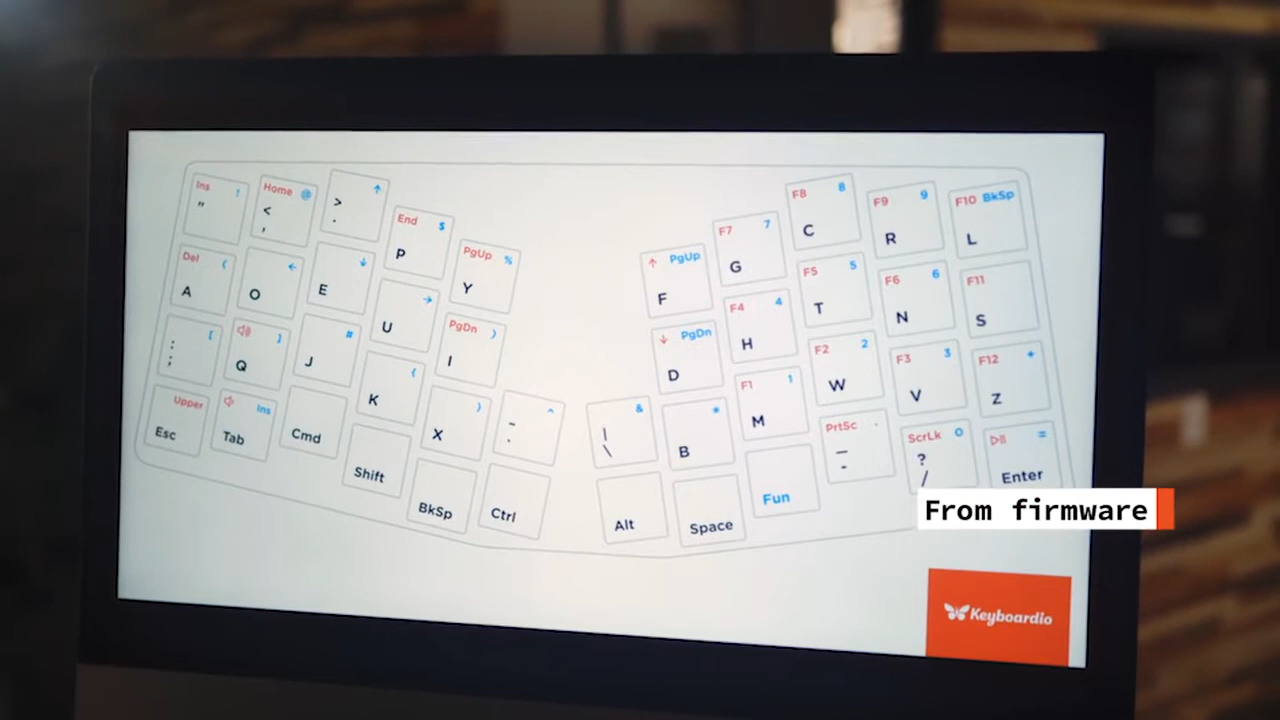 Ins !
"
Home @
<
,
↑
>
.
End $
P
PgUp %
Y
↑ PgUp
F
F7 7
G
F8 8
C
F9 9
R
F10 BkSp
L
Del (
A
←
O
↓
E
→
U
PgDn )
I
↓ PgDn
D
F4 4
H
F5 5
T
F6 6
N
F11
S
[
:
;
]
Q
#
J
{
K
}
X
^
&
|
\
*
B
F1 1
M
F2 2
W
F3 3
V
F12 +
Z
Upper
Esc
Ins
Tab
Cmd
Shift
BkSp
Ctrl
Alt
Space
Fun
PrtSc .
_
-
ScrLk 0
?
/
=
Enter
From firmware
Keyboardio